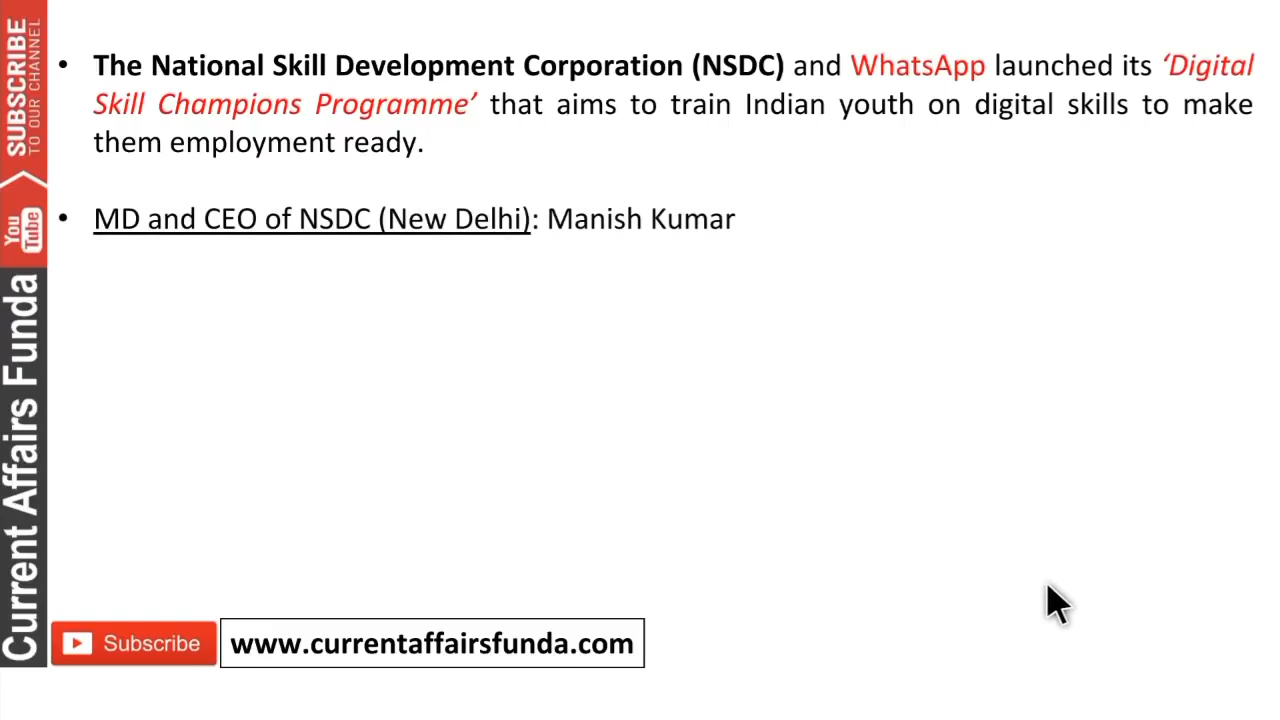 • The National Skill Development Corporation (NSDC) and WhatsApp launched its ‘Digital
Skill Champions Programme’ that aims to train Indian youth on digital skills to make
them employment ready.
• MD and CEO of NSDC (New Delhi): Manish Kumar
SUBSCRIBE
TO OUR CHANNEL
You
Tube
Current Affairs Funda
Subscribe
www.currentaffairsfunda.com